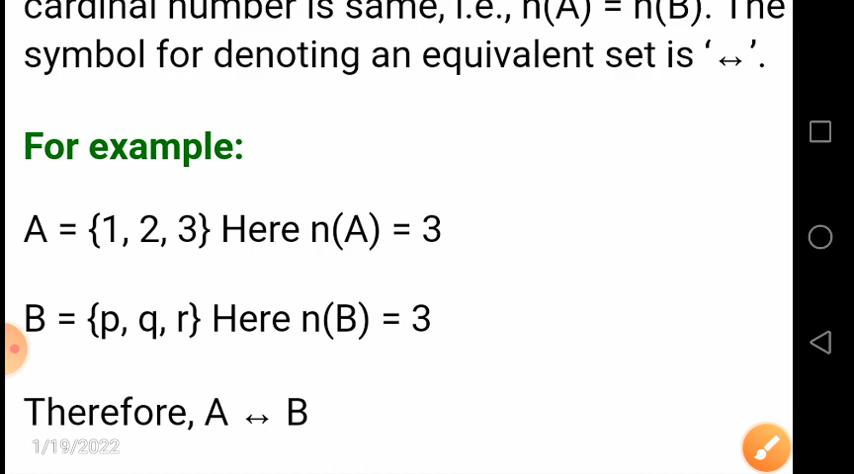 cardinal number is same, i.e., n(A) = n(B). The
symbol for denoting an equivalent set is ‘↔’.
For example:
A = {1, 2, 3} Here n(A) = 3
B = {p, q, r} Here n(B) = 3
Therefore, A ↔ B
1/19/2022